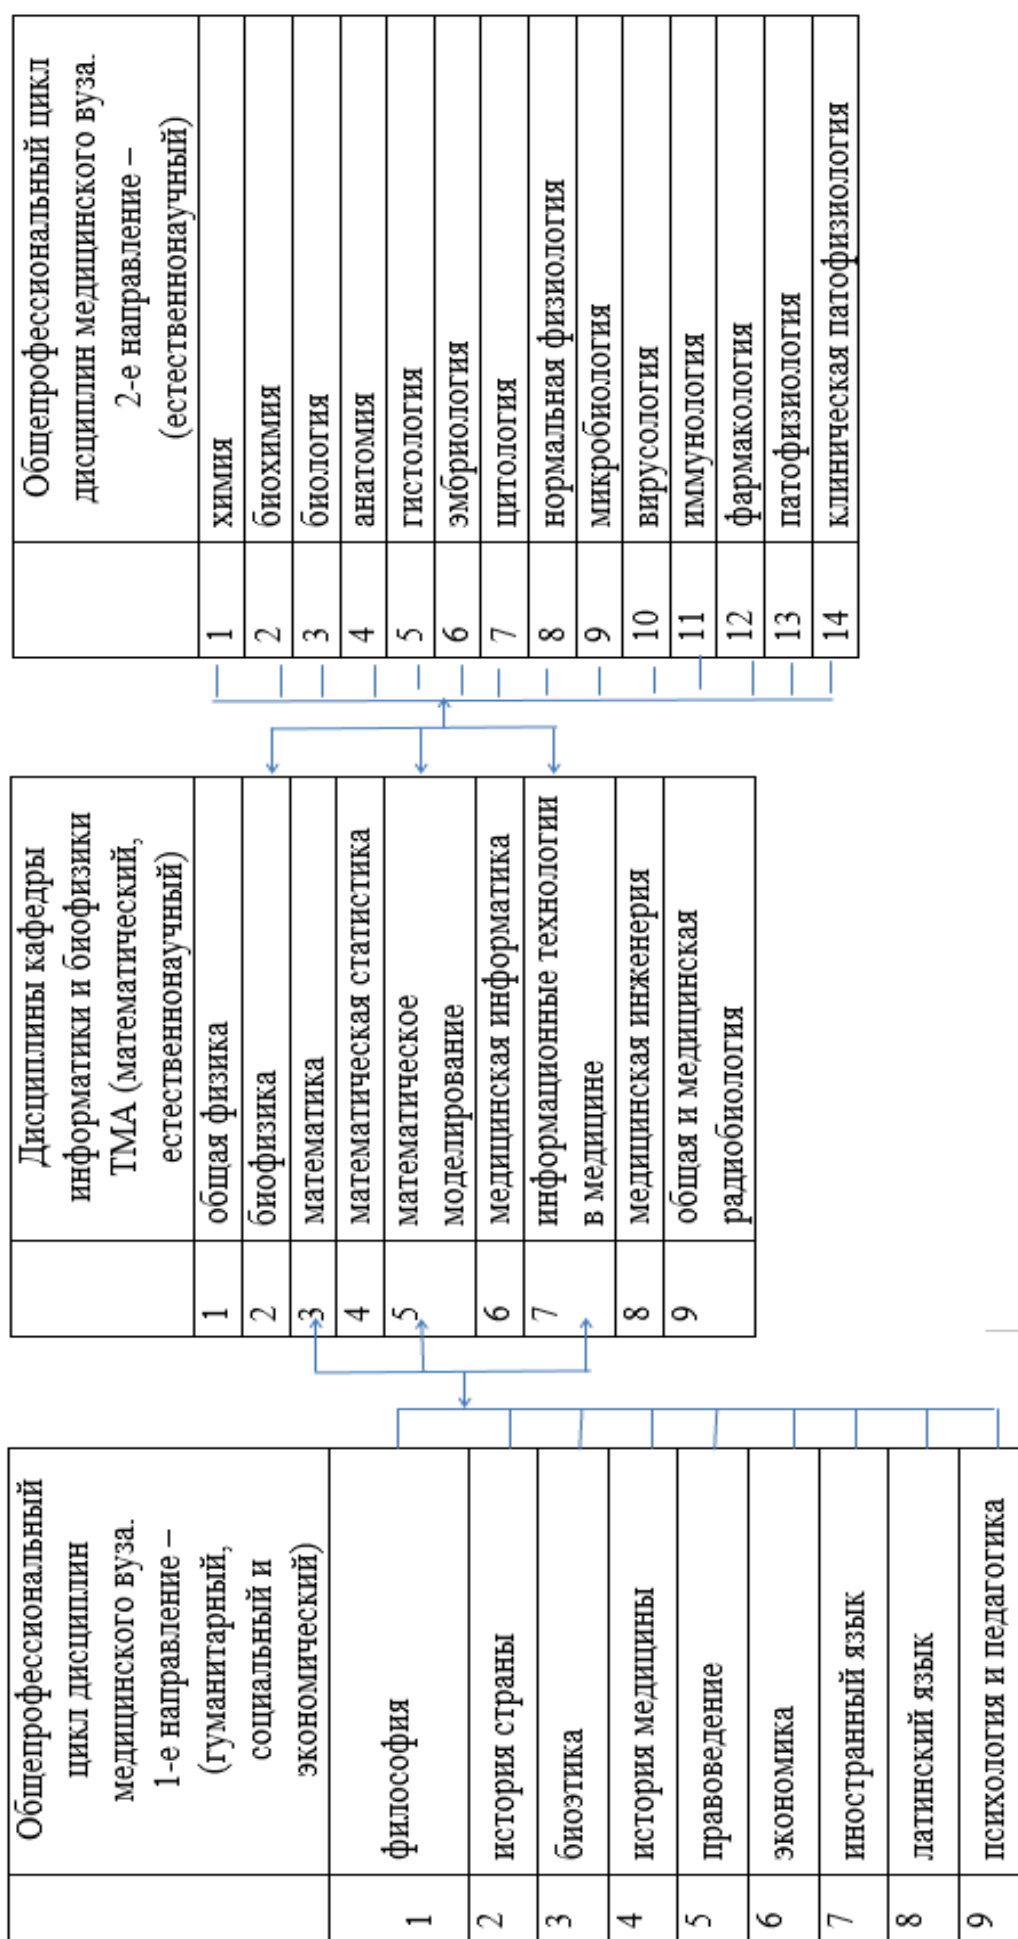 Общепрофессиональный
цикл дисциплин
медицинского вуза.
1-е направление –
(гуманитарный,
социальный и
экономический)
1 философия
2 история страны
3 биоэтика
4 история медицины
5 правоведение
6 экономика
7 иностранный язык
8 латинский язык
9 психология и педагогика
Дисциплины кафедры
информатики и биофизики
ТМА (математический,
естественнонаучный)
1 общая физика
2 биофизика
3 математика
4 математическая статистика
5 математическое
моделирование
6 медицинская информатика
7 информационные технологии
в медицине
8 медицинская инженерия
9 общая и медицинская
радиобиология
Общепрофессиональный цикл
дисциплин медицинского вуза.
2-е направление –
(естественнонаучный)
1 химия
2 биохимия
3 биология
4 анатомия
5 гистология
6 эмбриология
7 цитология
8 нормальная физиология
9 микробиология
10 вирусология
11 иммунология
12 фармакология
13 патофизиология
14 клиническая патофизиология